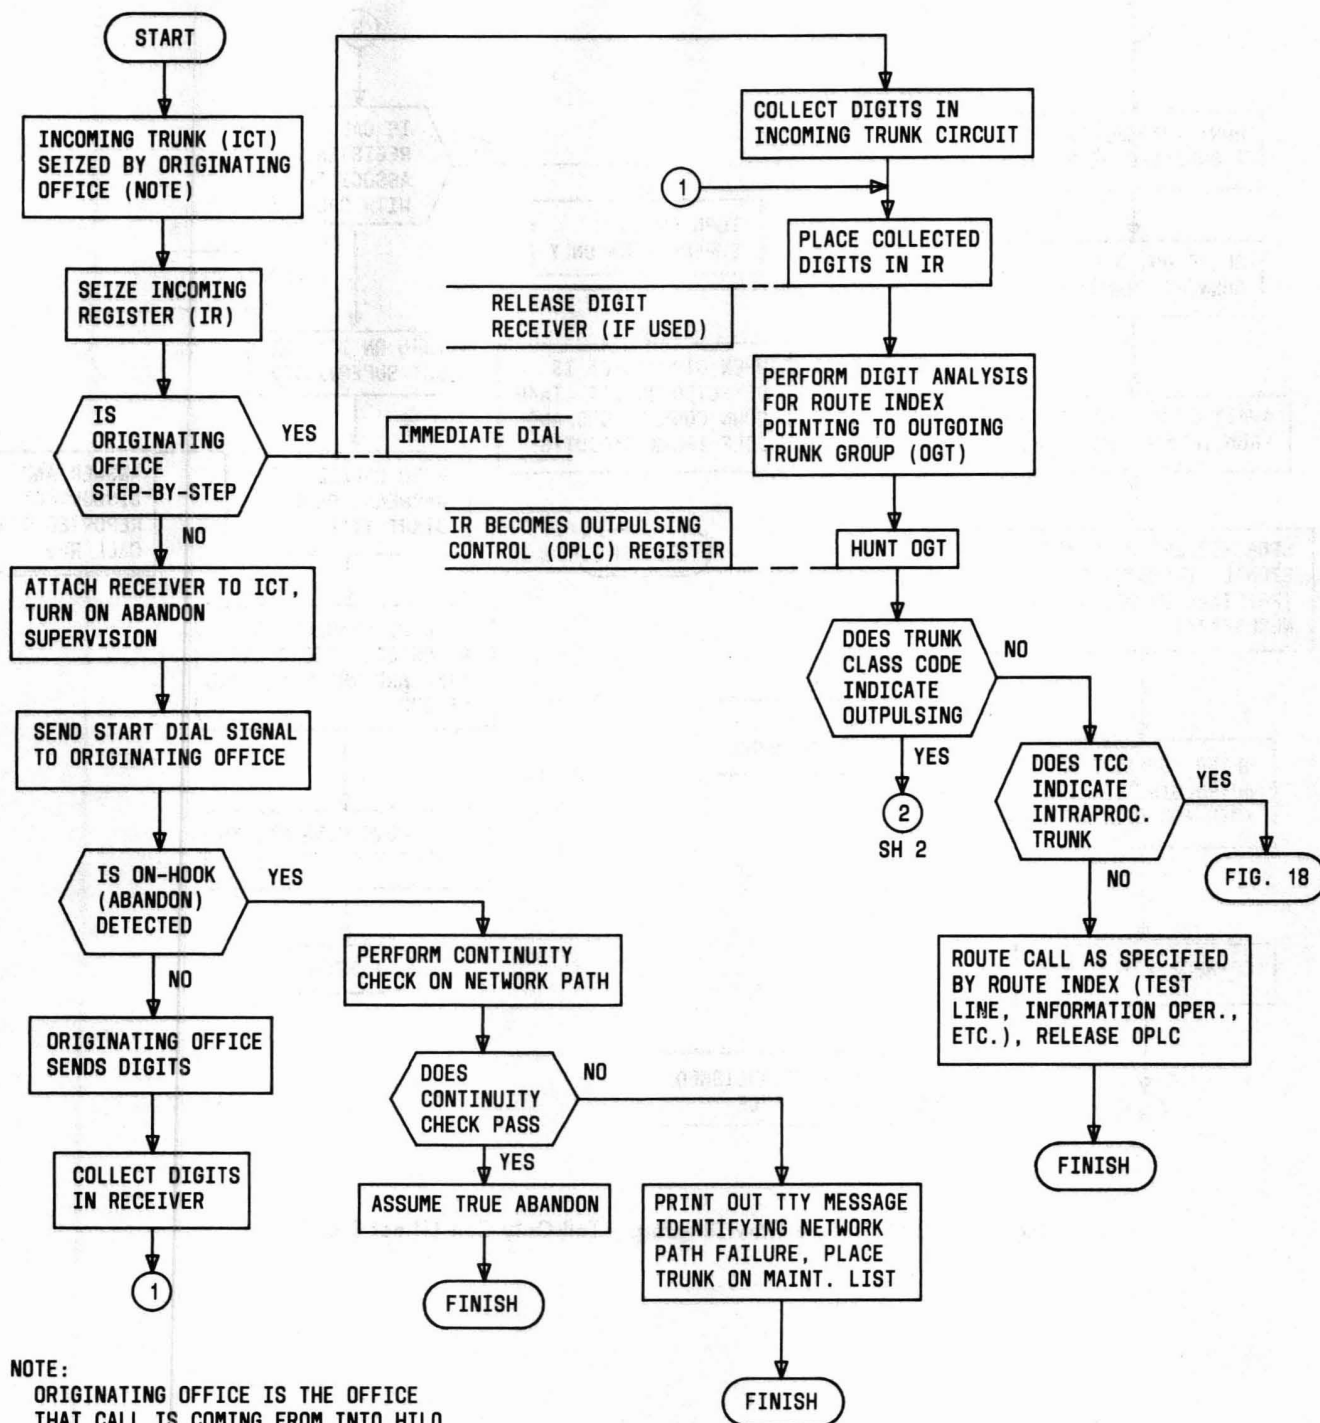 START
INCOMING TRUNK (ICT)
SEIZED BY ORIGINATING
OFFICE (NOTE)
SEIZE INCOMING
REGISTER (IR)
IS
ORIGINATING
OFFICE
STEP-BY-STEP
YES
IMMEDIATE DIAL
NO
ATTACH RECEIVER TO ICT,
TURN ON ABANDON
SUPERVISION
SEND START DIAL SIGNAL
TO ORIGINATING OFFICE
IS ON-HOOK
(ABANDON)
DETECTED
YES
NO
ORIGINATING OFFICE
SENDS DIGITS
COLLECT DIGITS
IN RECEIVER
1
PERFORM CONTINUITY
CHECK ON NETWORK PATH
DOES
CONTINUITY
CHECK PASS
NO
YES
ASSUME TRUE ABANDON
FINISH
PRINT OUT TTY MESSAGE
IDENTIFYING NETWORK
PATH FAILURE, PLACE
TRUNK ON MAINT. LIST
FINISH
COLLECT DIGITS IN
INCOMING TRUNK CIRCUIT
1
PLACE COLLECTED
DIGITS IN IR
RELEASE DIGIT
RECEIVER (IF USED)
PERFORM DIGIT ANALYSIS
FOR ROUTE INDEX
POINTING TO OUTGOING
TRUNK GROUP (OGT)
IR BECOMES OUTPULSING
CONTROL (OPLC) REGISTER
HUNT OGT
DOES TRUNK
CLASS CODE
INDICATE
OUTPULSING
NO
YES
2
SH 2
DOES TCC
INDICATE
INTRAPROC.
TRUNK
YES
FIG. 18
NO
ROUTE CALL AS SPECIFIED
BY ROUTE INDEX (TEST
LINE, INFORMATION OPER.,
ETC.), RELEASE OPLC
FINISH
NOTE:
ORIGINATING OFFICE IS THE OFFICE
THAT CALL IS COMING FROM INTO HILO